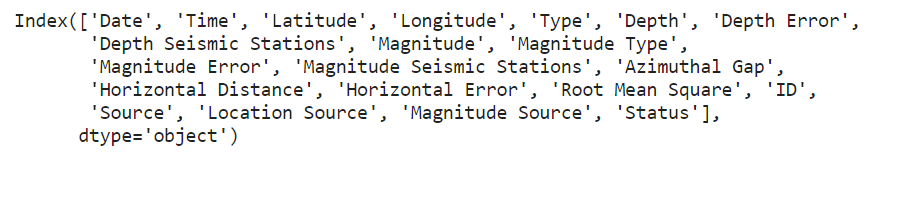 Index(['Date', 'Time', 'Latitude', 'Longitude', 'Type', 'Depth', 'Depth Error',
'Depth Seismic Stations', 'Magnitude', 'Magnitude Type',
'Magnitude Error', 'Magnitude Seismic Stations', 'Azimuthal Gap',
'Horizontal Distance', 'Horizontal Error', 'Root Mean Square', 'ID',
'Source', 'Location Source', 'Magnitude Source', 'Status'],
dtype='object')